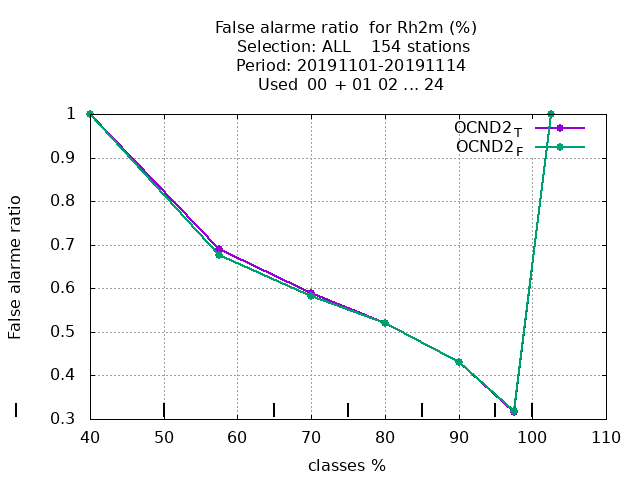 False alarme ratio for Rh2m (%)
Selection: ALL 154 stations
Period: 20191101-20191114
Used 00 + 01 02 ... 24
OCND2T
OCND2F
1
0.9
0.8
0.7
0.6
0.5
0.4
0.3
False alarme ratio
40 50 60 70 80 90 100 110
classes %